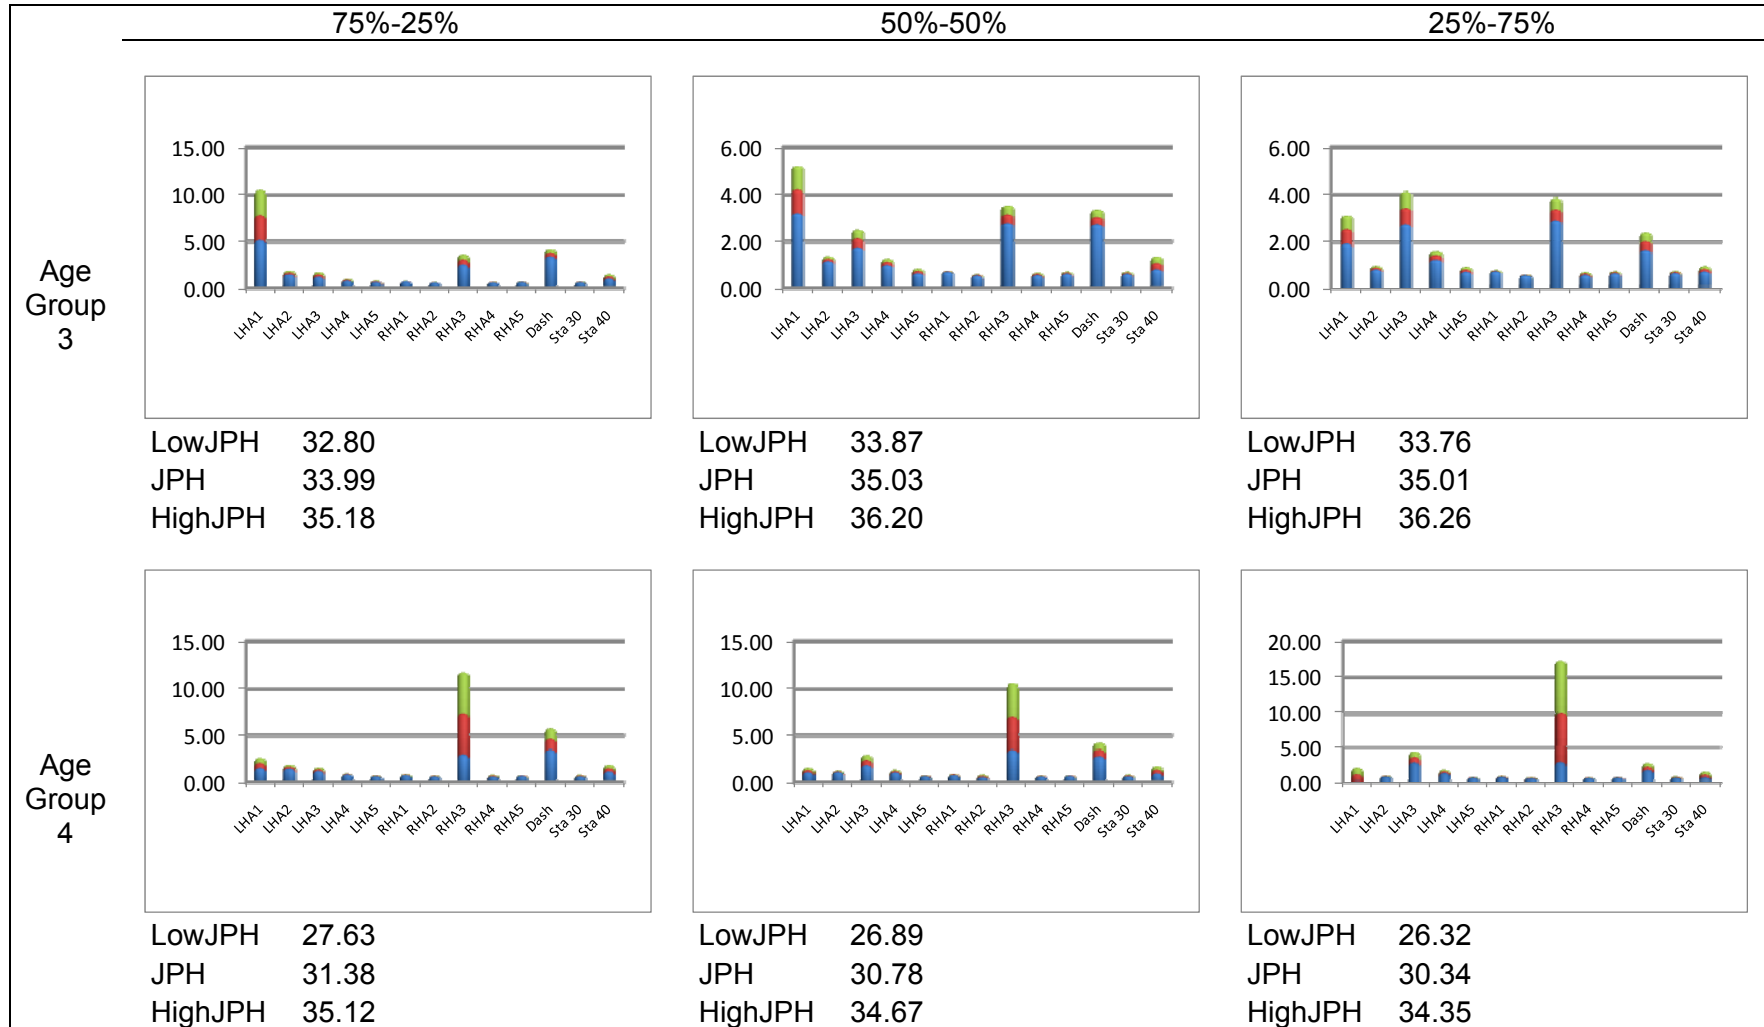 75%-25% 50%-50% 25%-75%
Age
Group
3
15.00
10.00
5.00
0.00
LHA1 LHA2 LHA3 LHA4 LHA5 RHA1 RHA2 RHA3 RHA4 RHA5 Dash Sta 30 Sta 40
6.00
4.00
2.00
0.00
LHA1 LHA2 LHA3 LHA4 LHA5 RHA1 RHA2 RHA3 RHA4 RHA5 Dash Sta 30 Sta 40
6.00
4.00
2.00
0.00
LHA1 LHA2 LHA3 LHA4 LHA5 RHA1 RHA2 RHA3 RHA4 RHA5 Dash Sta 30 Sta 40
LowJPH 32.80
JPH 33.99
HighJPH 35.18
LowJPH 33.87
JPH 35.03
HighJPH 36.20
LowJPH 33.76
JPH 35.01
HighJPH 36.26
Age
Group
4
15.00
10.00
5.00
0.00
LHA1 LHA2 LHA3 LHA4 LHA5 RHA1 RHA2 RHA3 RHA4 RHA5 Dash Sta 30 Sta 40
15.00
10.00
5.00
0.00
LHA1 LHA2 LHA3 LHA4 LHA5 RHA1 RHA2 RHA3 RHA4 RHA5 Dash Sta 30 Sta 40
20.00
15.00
10.00
5.00
0.00
LHA1 LHA2 LHA3 LHA4 LHA5 RHA1 RHA2 RHA3 RHA4 RHA5 Dash Sta 30 Sta 40
LowJPH 27.63
JPH 31.38
HighJPH 35.12
LowJPH 26.89
JPH 30.78
HighJPH 34.67
LowJPH 26.32
JPH 30.34
HighJPH 34.35